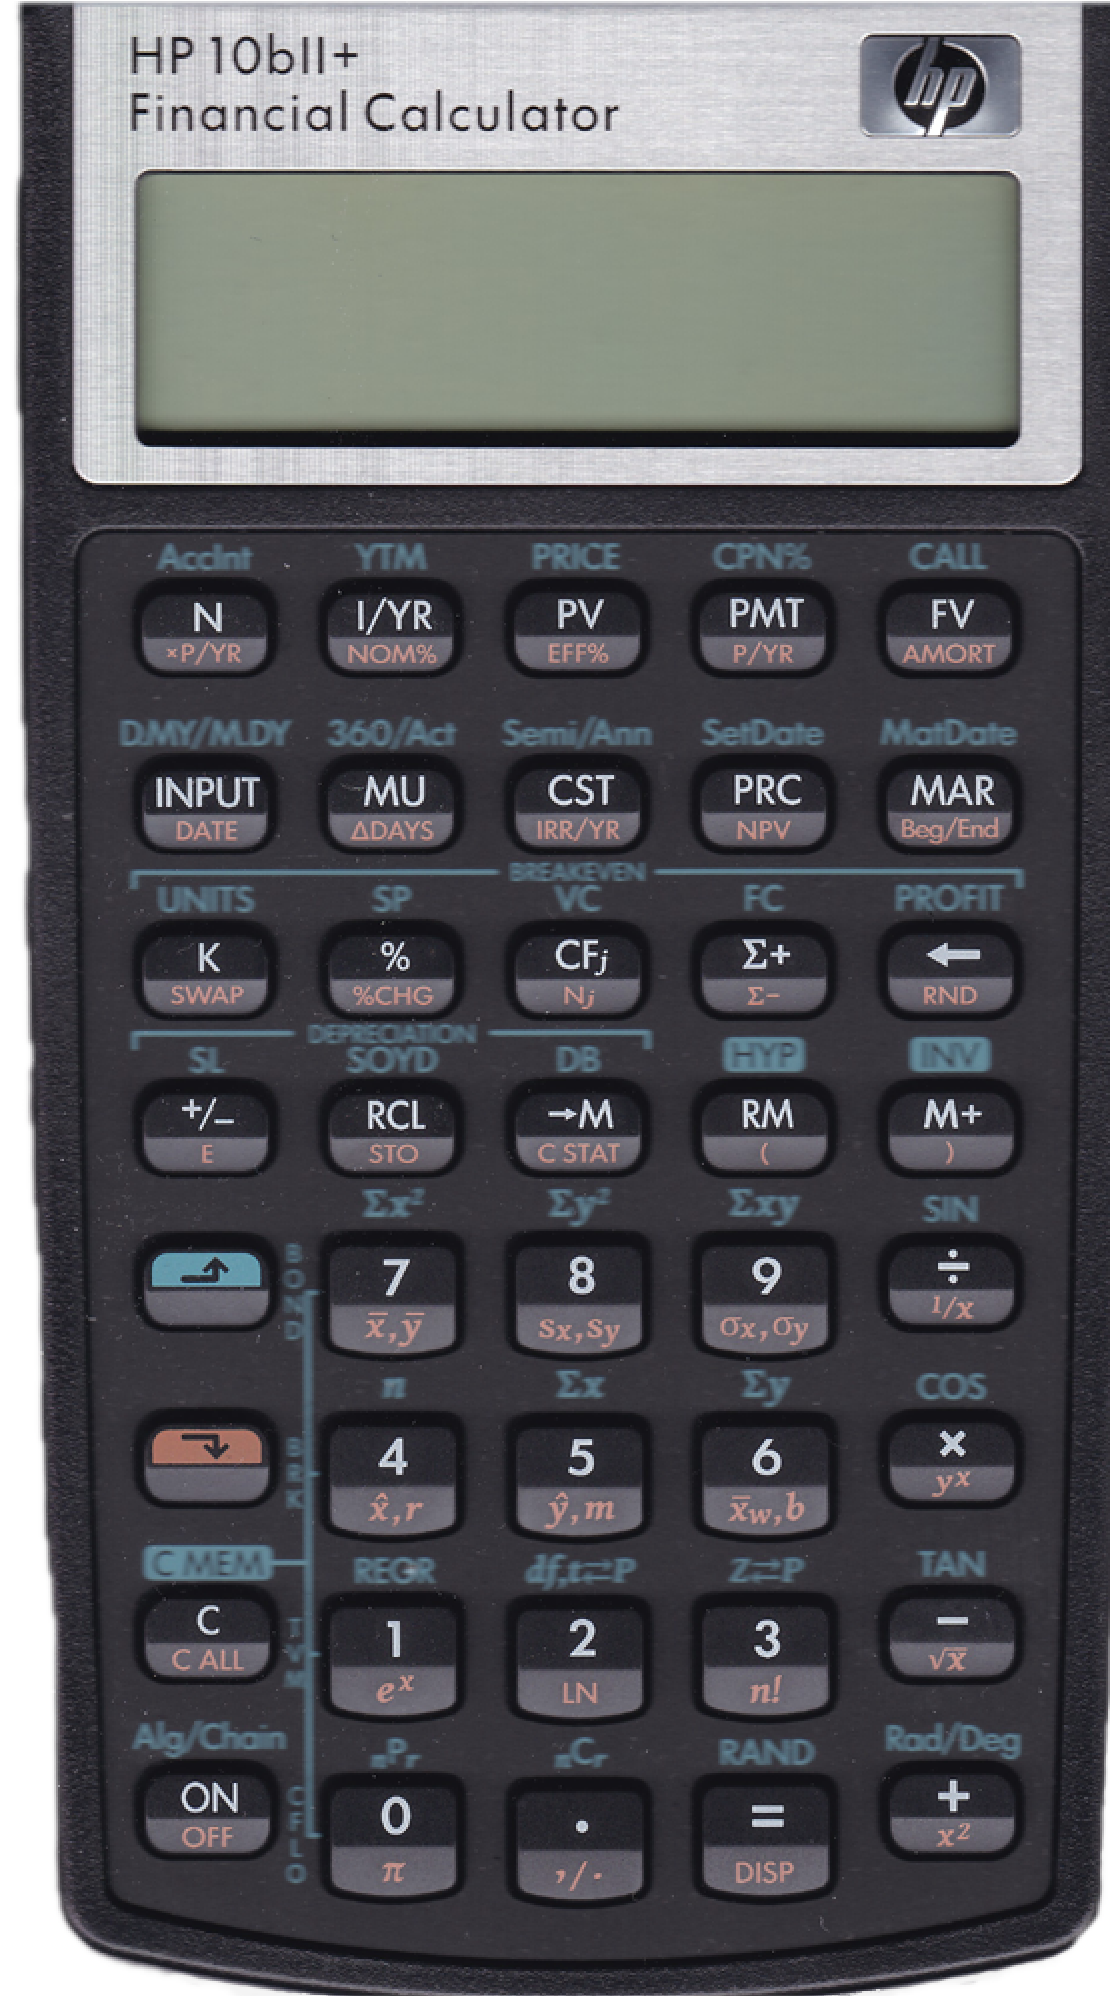 HP 10bII+
Financial Calculator
hp
AccInt YTM PRICE CPN% CALL
N I/YR PV PMT FV
×P/YR NOM% EFF% P/YR AMORT
D.MY/M.DY 360/Act Semi/Ann SetDate MatDate
INPUT MU CST PRC MAR
DATE ΔDAYS IRR/YR NPV Beg/End
BREAKEVEN
UNITS SP VC FC PROFIT
K % CFj Σ+ ←
SWAP %CHG Nj Σ− RND
DEPRECIATION
SL SOYD DB HYP INV
+/− RCL →M RM M+
E STO C STAT ( )
Σx² Σy² Σxy SIN
7 8 9 ÷
x̄,ȳ sx,sy σx,σy 1/x
BOND
n Σx Σy COS
4 5 6 ×
x̂,r ŷ,m x̄w,b yˣ
BRK
C MEM REGR df,t⇄P Z⇄P TAN
C 1 2 3 −
C ALL eˣ LN n! √x
TVM
Alg/Chain nPr nCr RAND Rad/Deg
ON 0 . = +
OFF π ,/. DISP x²
CFLO